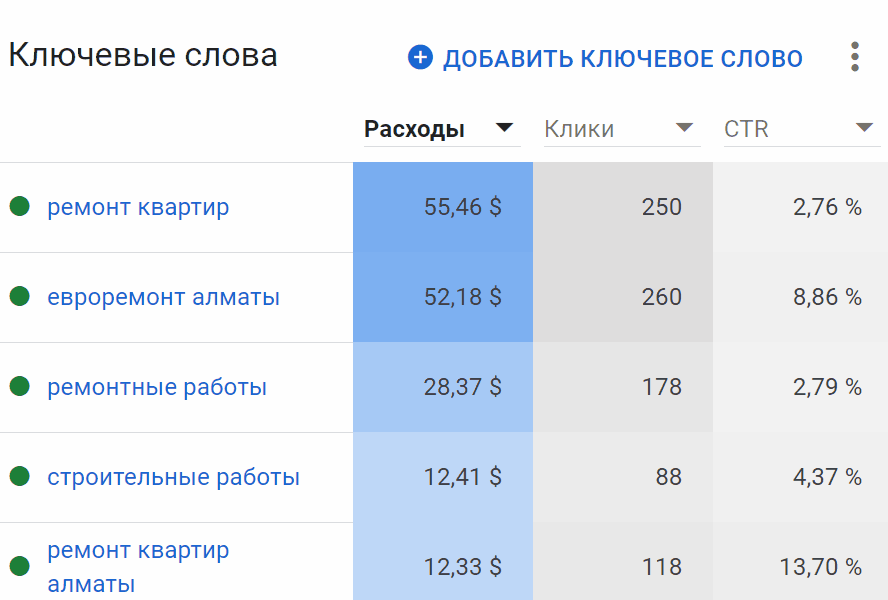 Ключевые слова
ДОБАВИТЬ КЛЮЧЕВОЕ СЛОВО
Расходы Клики CTR
ремонт квартир 55,46 $ 250 2,76 %
евроремонт алматы 52,18 $ 260 8,86 %
ремонтные работы 28,37 $ 178 2,79 %
строительные работы 12,41 $ 88 4,37 %
ремонт квартир
алматы 12,33 $ 118 13,70 %